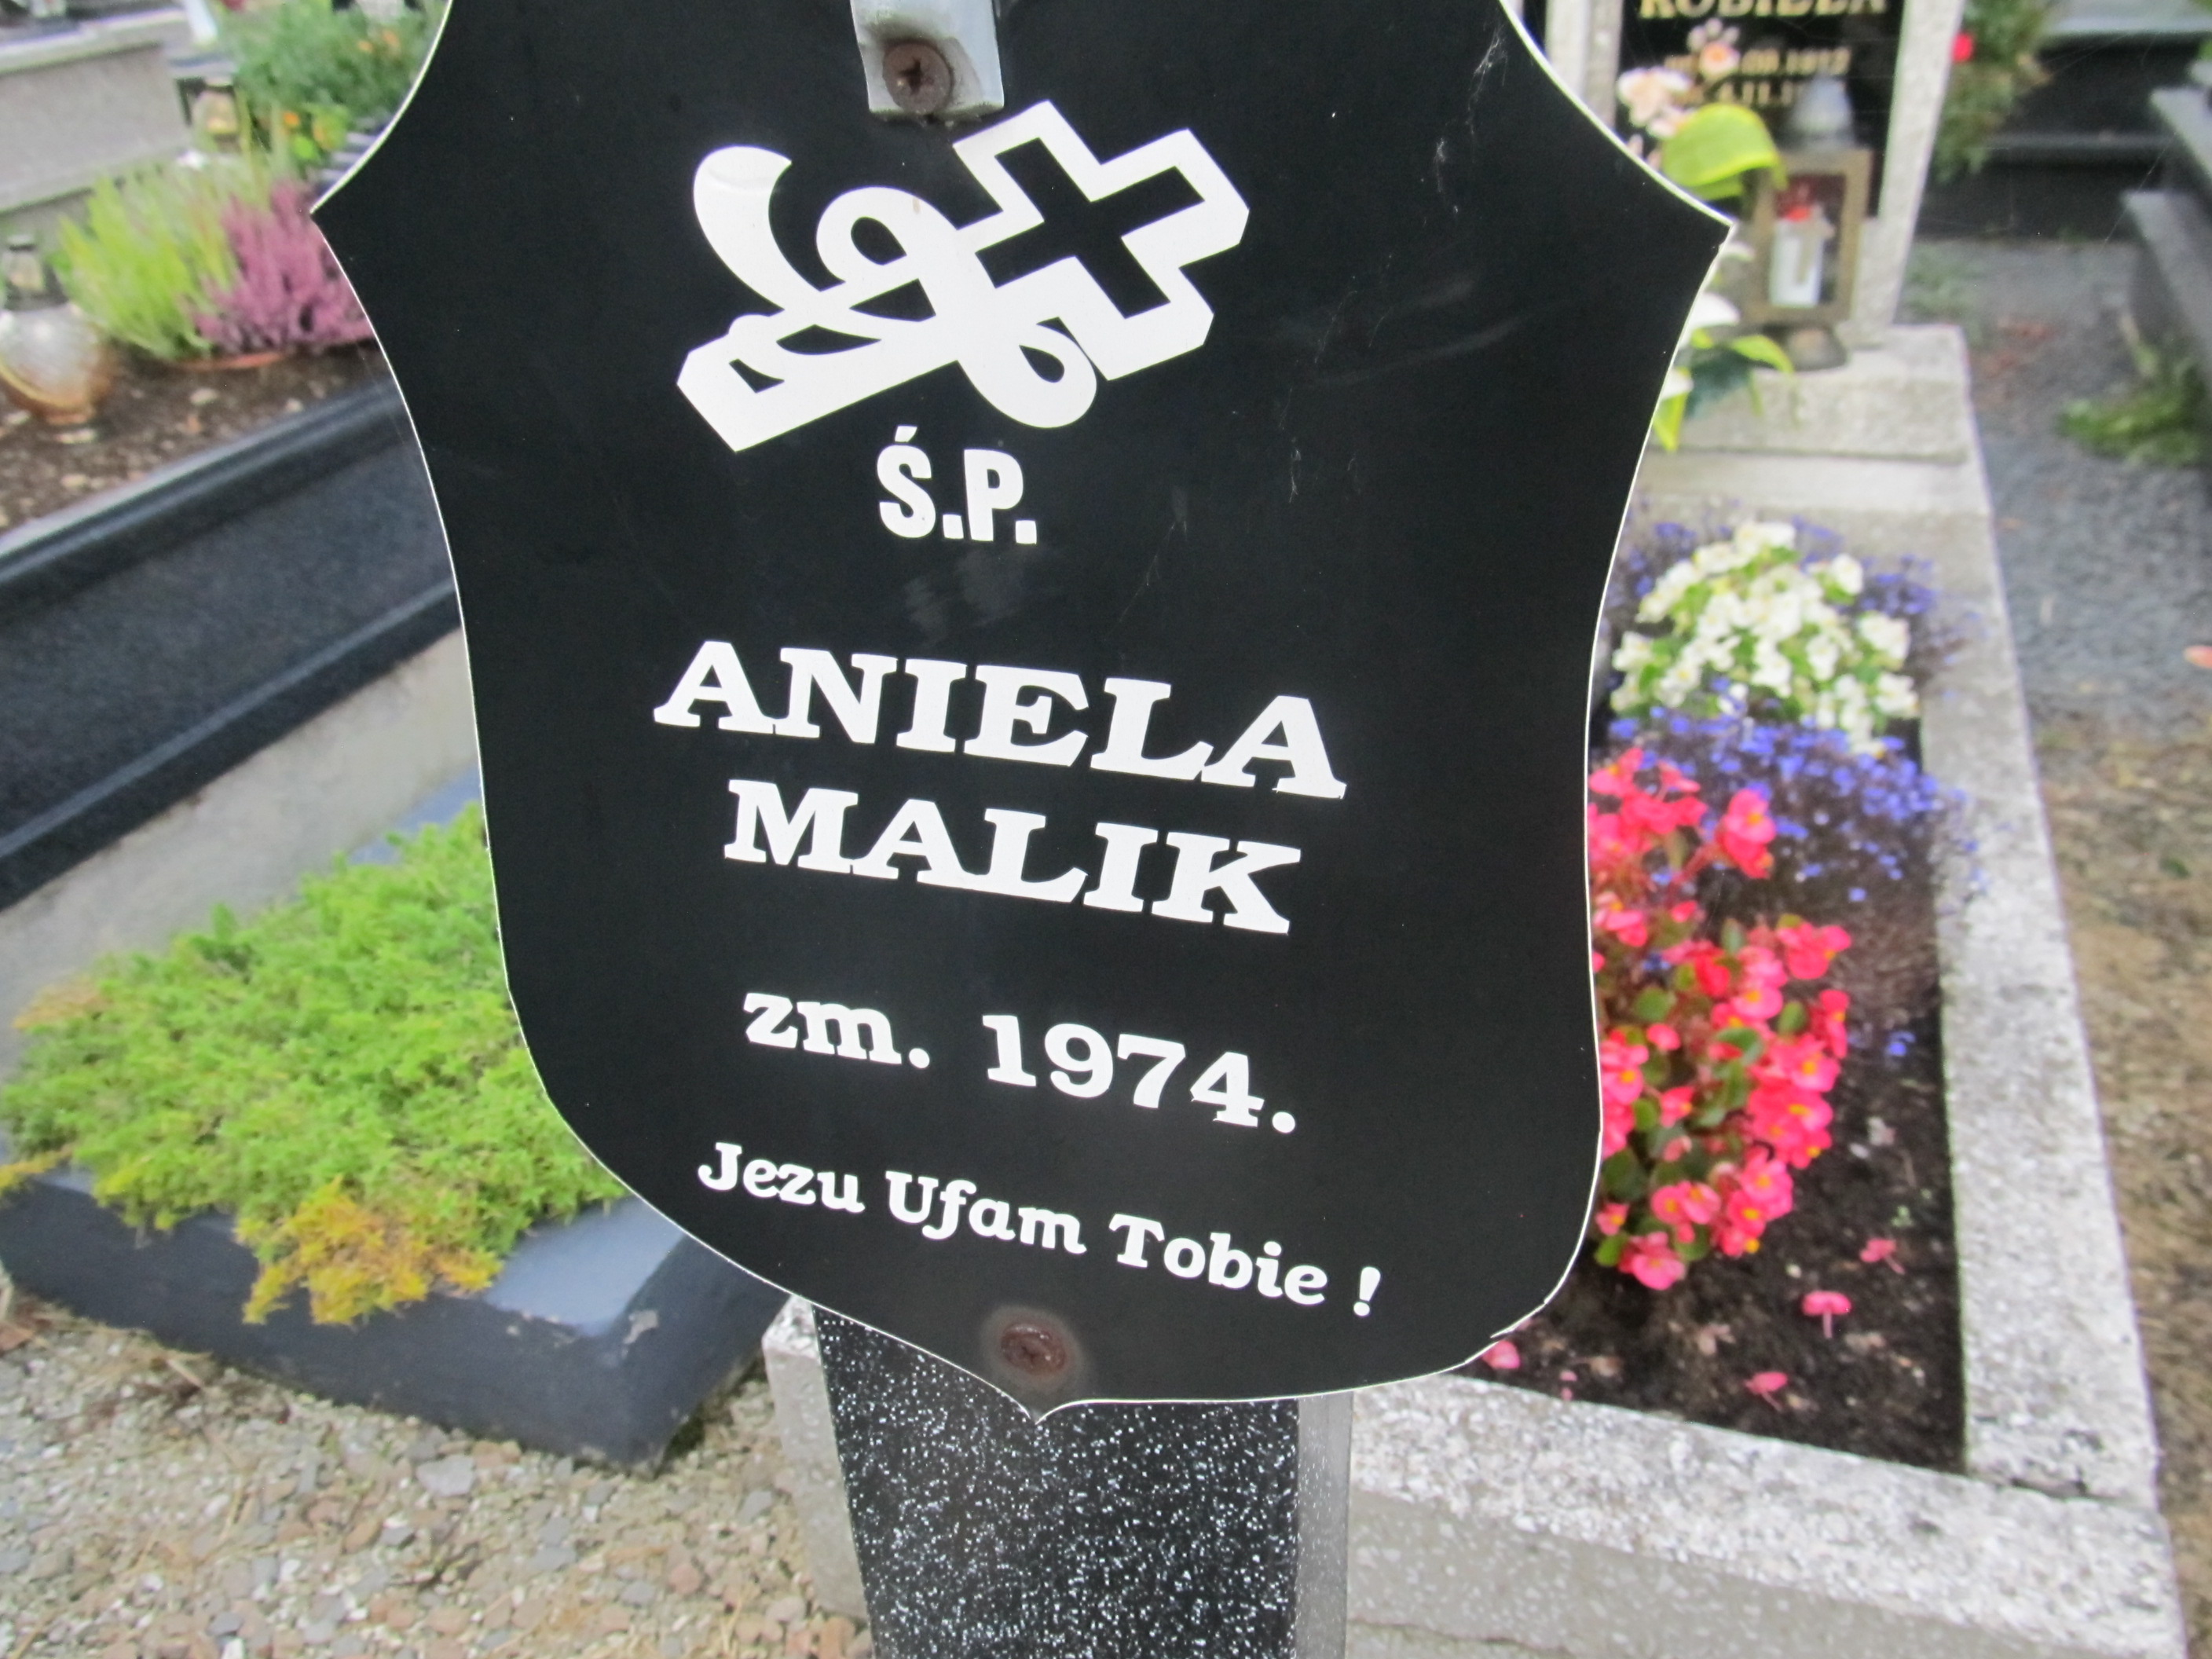 Ś.P.
ANIELA
MALIK
zm. 1974.
Jezu Ufam Tobie !